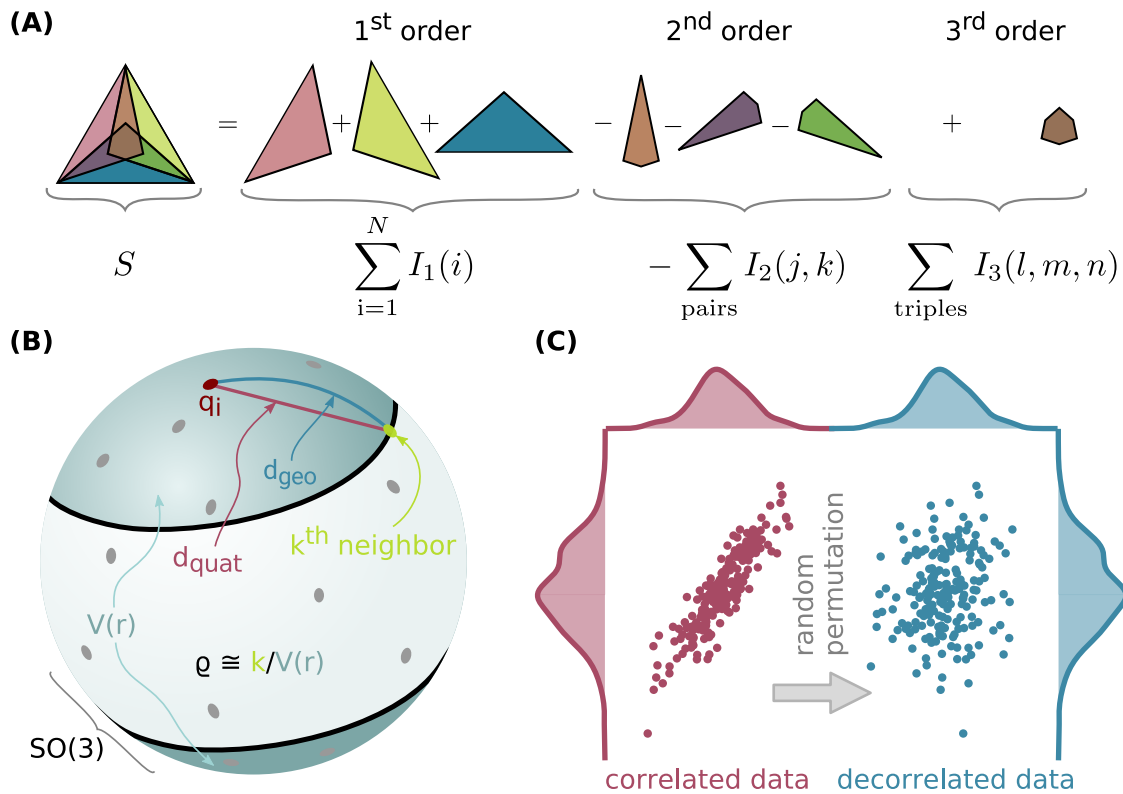 (A)
1st order
2nd order
3rd order
= + + − − − +
S
N
∑ I₁(i)
i=1
− ∑ I₂(j, k)
pairs
∑ I₃(l, m, n)
triples
(B)
qi
dgeo
dquat
kth neighbor
V(r)
ϱ ≅ k/V(r)
SO(3)
(C)
random
permutation
correlated data
decorrelated data